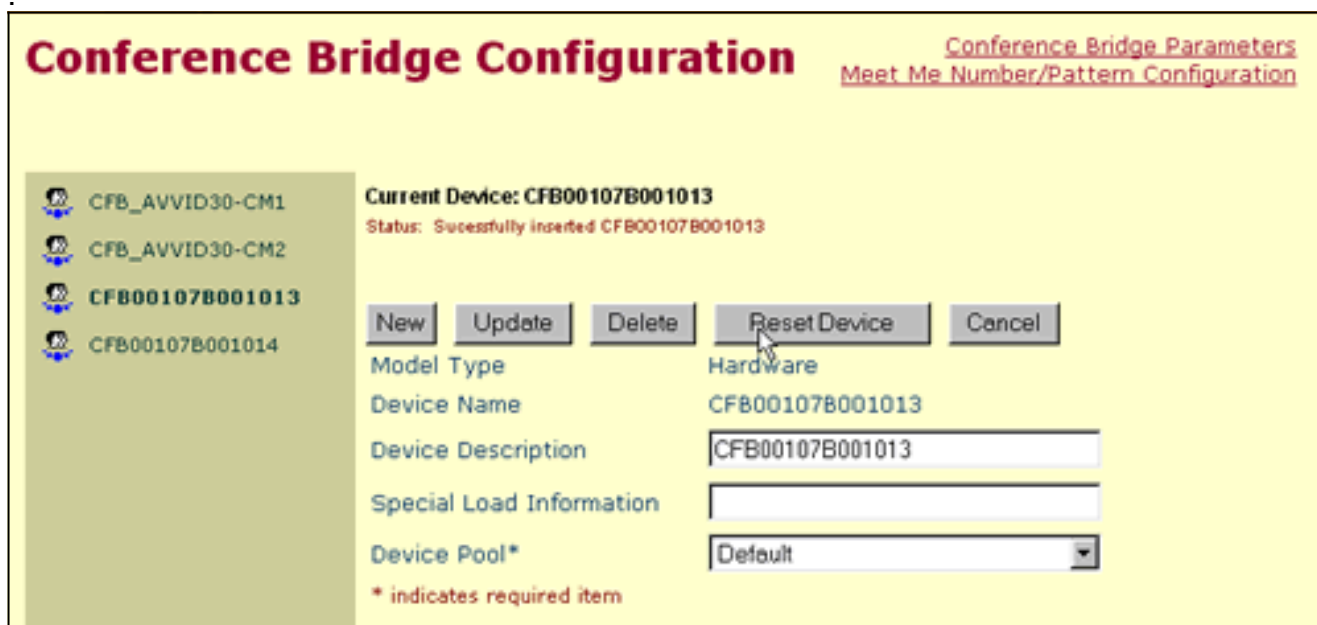 Conference Bridge Configuration
Conference Bridge Parameters
Meet Me Number/Pattern Configuration
CFB_AVVID30-CM1
CFB_AVVID30-CM2
CFB00107B001013
CFB00107B001014
Current Device: CFB00107B001013
Status: Sucessfully inserted CFB00107B001013
New Update Delete Reset Device Cancel
Model Type Hardware
Device Name CFB00107B001013
Device Description CFB00107B001013
Special Load Information
Device Pool* Default
* indicates required item